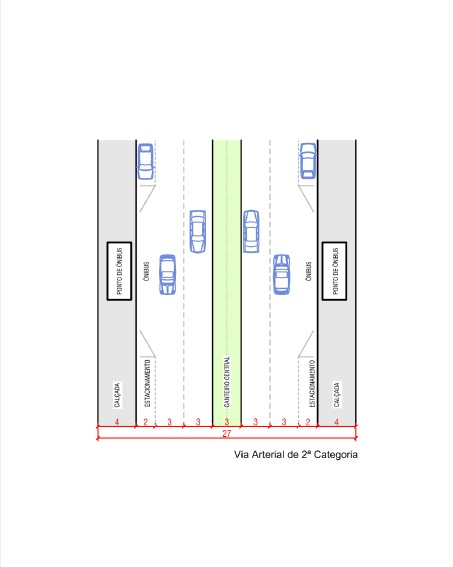 PONTO DE ÔNIBUS
ÔNIBUS
ÔNIBUS
PONTO DE ÔNIBUS
CALÇADA
ESTACIONAMENTO
CANTEIRO CENTRAL
ESTACIONAMENTO
CALÇADA
4 2 3 3 3 3 3 2 4
27
Via Arterial de 2ª Categoria